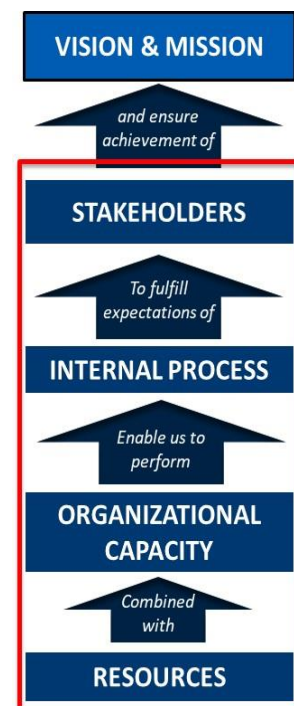 VISION & MISSION
and ensure
achievement of
STAKEHOLDERS
To fulfill
expectations of
INTERNAL PROCESS
Enable us to
perform
ORGANIZATIONAL
CAPACITY
Combined
with
RESOURCES